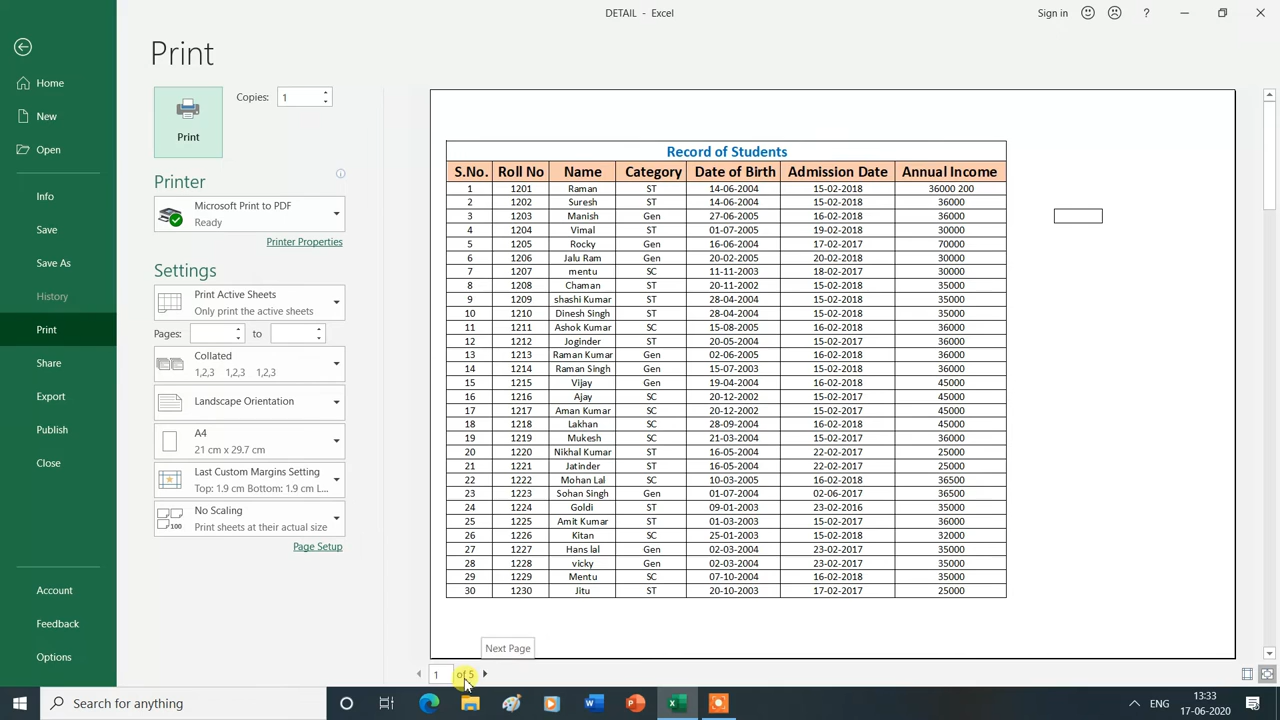 DETAIL - Excel
Sign in
Print
Home
New
Open
Info
Save
Save As
History
Print
Share
Export
Publish
Close
Account
Feedback
Options
Print
Copies: 1
Printer
Microsoft Print to PDF
Ready
Printer Properties
Settings
Print Active Sheets
Only print the active sheets
Pages: to
Collated
1,2,3 1,2,3 1,2,3
Landscape Orientation
A4
21 cm x 29.7 cm
Last Custom Margins Setting
Top: 1.9 cm Bottom: 1.9 cm L...
No Scaling
Print sheets at their actual size
100
Page Setup
Record of Students
S.No. Roll No Name Category Date of Birth Admission Date Annual Income
1 1201 Raman ST 14-06-2004 15-02-2018 36000 200
2 1202 Suresh ST 14-06-2004 15-02-2018 36000
3 1203 Manish Gen 27-06-2005 16-02-2018 36000
4 1204 Vimal ST 01-07-2005 19-02-2018 30000
5 1205 Rocky Gen 16-06-2004 17-02-2017 70000
6 1206 Jalu Ram Gen 20-02-2005 20-02-2018 30000
7 1207 mentu SC 11-11-2003 18-02-2017 30000
8 1208 Chaman ST 20-11-2002 15-02-2018 35000
9 1209 shashi Kumar ST 28-04-2004 15-02-2018 35000
10 1210 Dinesh Singh ST 28-04-2004 15-02-2018 35000
11 1211 Ashok Kumar SC 15-08-2005 16-02-2018 36000
12 1212 Joginder ST 20-05-2004 15-02-2018 36000
13 1213 Raman Kumar Gen 02-06-2005 16-02-2018 36000
14 1214 Raman Singh Gen 15-07-2003 15-02-2018 36000
15 1215 Vijay Gen 19-04-2004 16-02-2018 45000
16 1216 Ajay SC 20-12-2002 15-02-2017 45000
17 1217 Aman Kumar SC 20-12-2002 15-02-2017 45000
18 1218 Lakhan SC 28-09-2004 16-02-2018 45000
19 1219 Mukesh SC 21-03-2004 15-02-2017 36000
20 1220 Nikhal Kumar ST 16-05-2004 22-02-2017 25000
21 1221 Jatinder ST 16-05-2004 22-02-2017 25000
22 1222 Mohan Lal SC 10-03-2005 16-02-2018 36500
23 1223 Sohan Singh Gen 01-07-2004 02-06-2017 36500
24 1224 Goldi ST 09-01-2003 23-02-2016 35000
25 1225 Amit Kumar ST 01-03-2003 15-02-2017 36000
26 1226 Kitan SC 25-01-2003 15-02-2018 32000
27 1227 Hans lal Gen 02-03-2004 23-02-2017 35000
28 1228 vicky Gen 02-03-2004 23-02-2017 35000
29 1229 Mentu SC 07-10-2004 16-02-2018 35000
30 1230 Jitu ST 20-10-2003 17-02-2017 25000
Next Page
1 of 5
Search for anything
ENG
13:33
17-06-2020